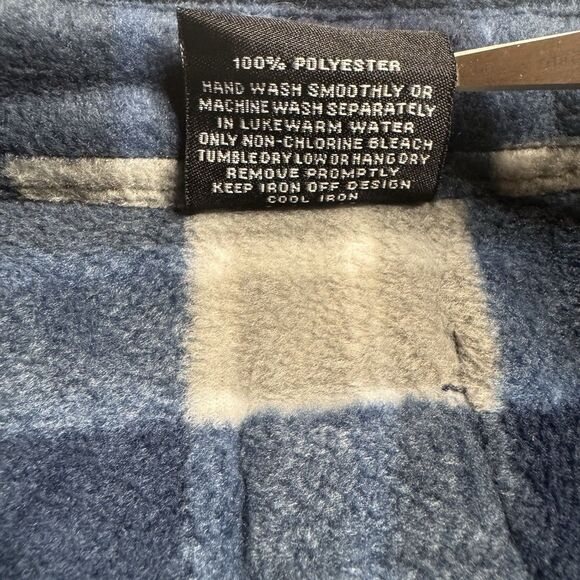 100% POLYESTER
HAND WASH SMOOTHLY OR
MACHINE WASH SEPARATELY
IN LUKEWARM WATER
ONLY NON-CHLORINE BLEACH
TUMBLE DRY LOW OR HANG DRY
REMOVE PROMPTLY
KEEP IRON OFF DESIGN
COOL IRON